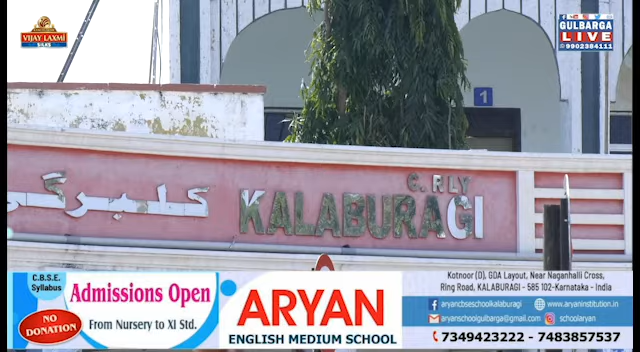 VIJAY LAXMI
SILKS
GULBARGA
LIVE
9902384111
1
C. RLY
كلبرگی
KALABURAGI
C.B.S.E.
Syllabus
Admissions Open
From Nursery to XI Std.
NO
DONATION
ARYAN
ENGLISH MEDIUM SCHOOL
Kotnoor (D), GDA Layout, Near Naganhalli Cross,
Ring Road, KALABURAGI - 585 102-Karnataka - India
aryancbseschoolkalaburagi
www.aryaninstitution.in
aryanschoolgulbarga@gmail.com
schoolaryan
7349423222 - 7483857537